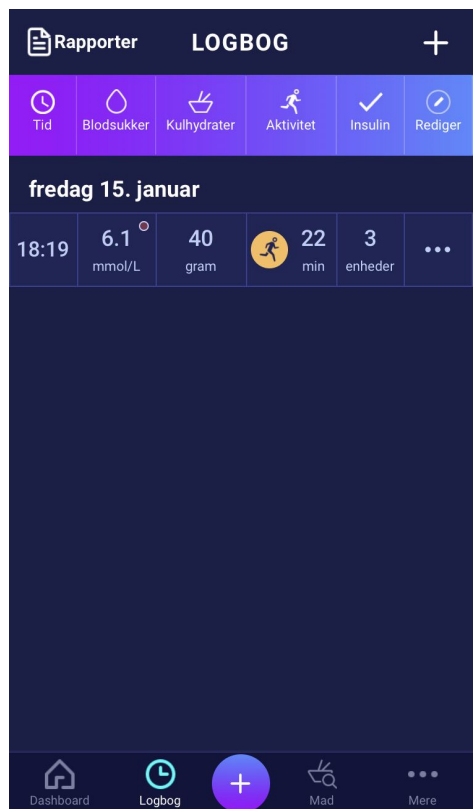 Rapporter LOGBOG
Tid Blodsukker Kulhydrater Aktivitet Insulin Rediger
fredag 15. januar
18:19 6.1 40 22 3
mmol/L gram min enheder
Dashboard Logbog Mad Mere